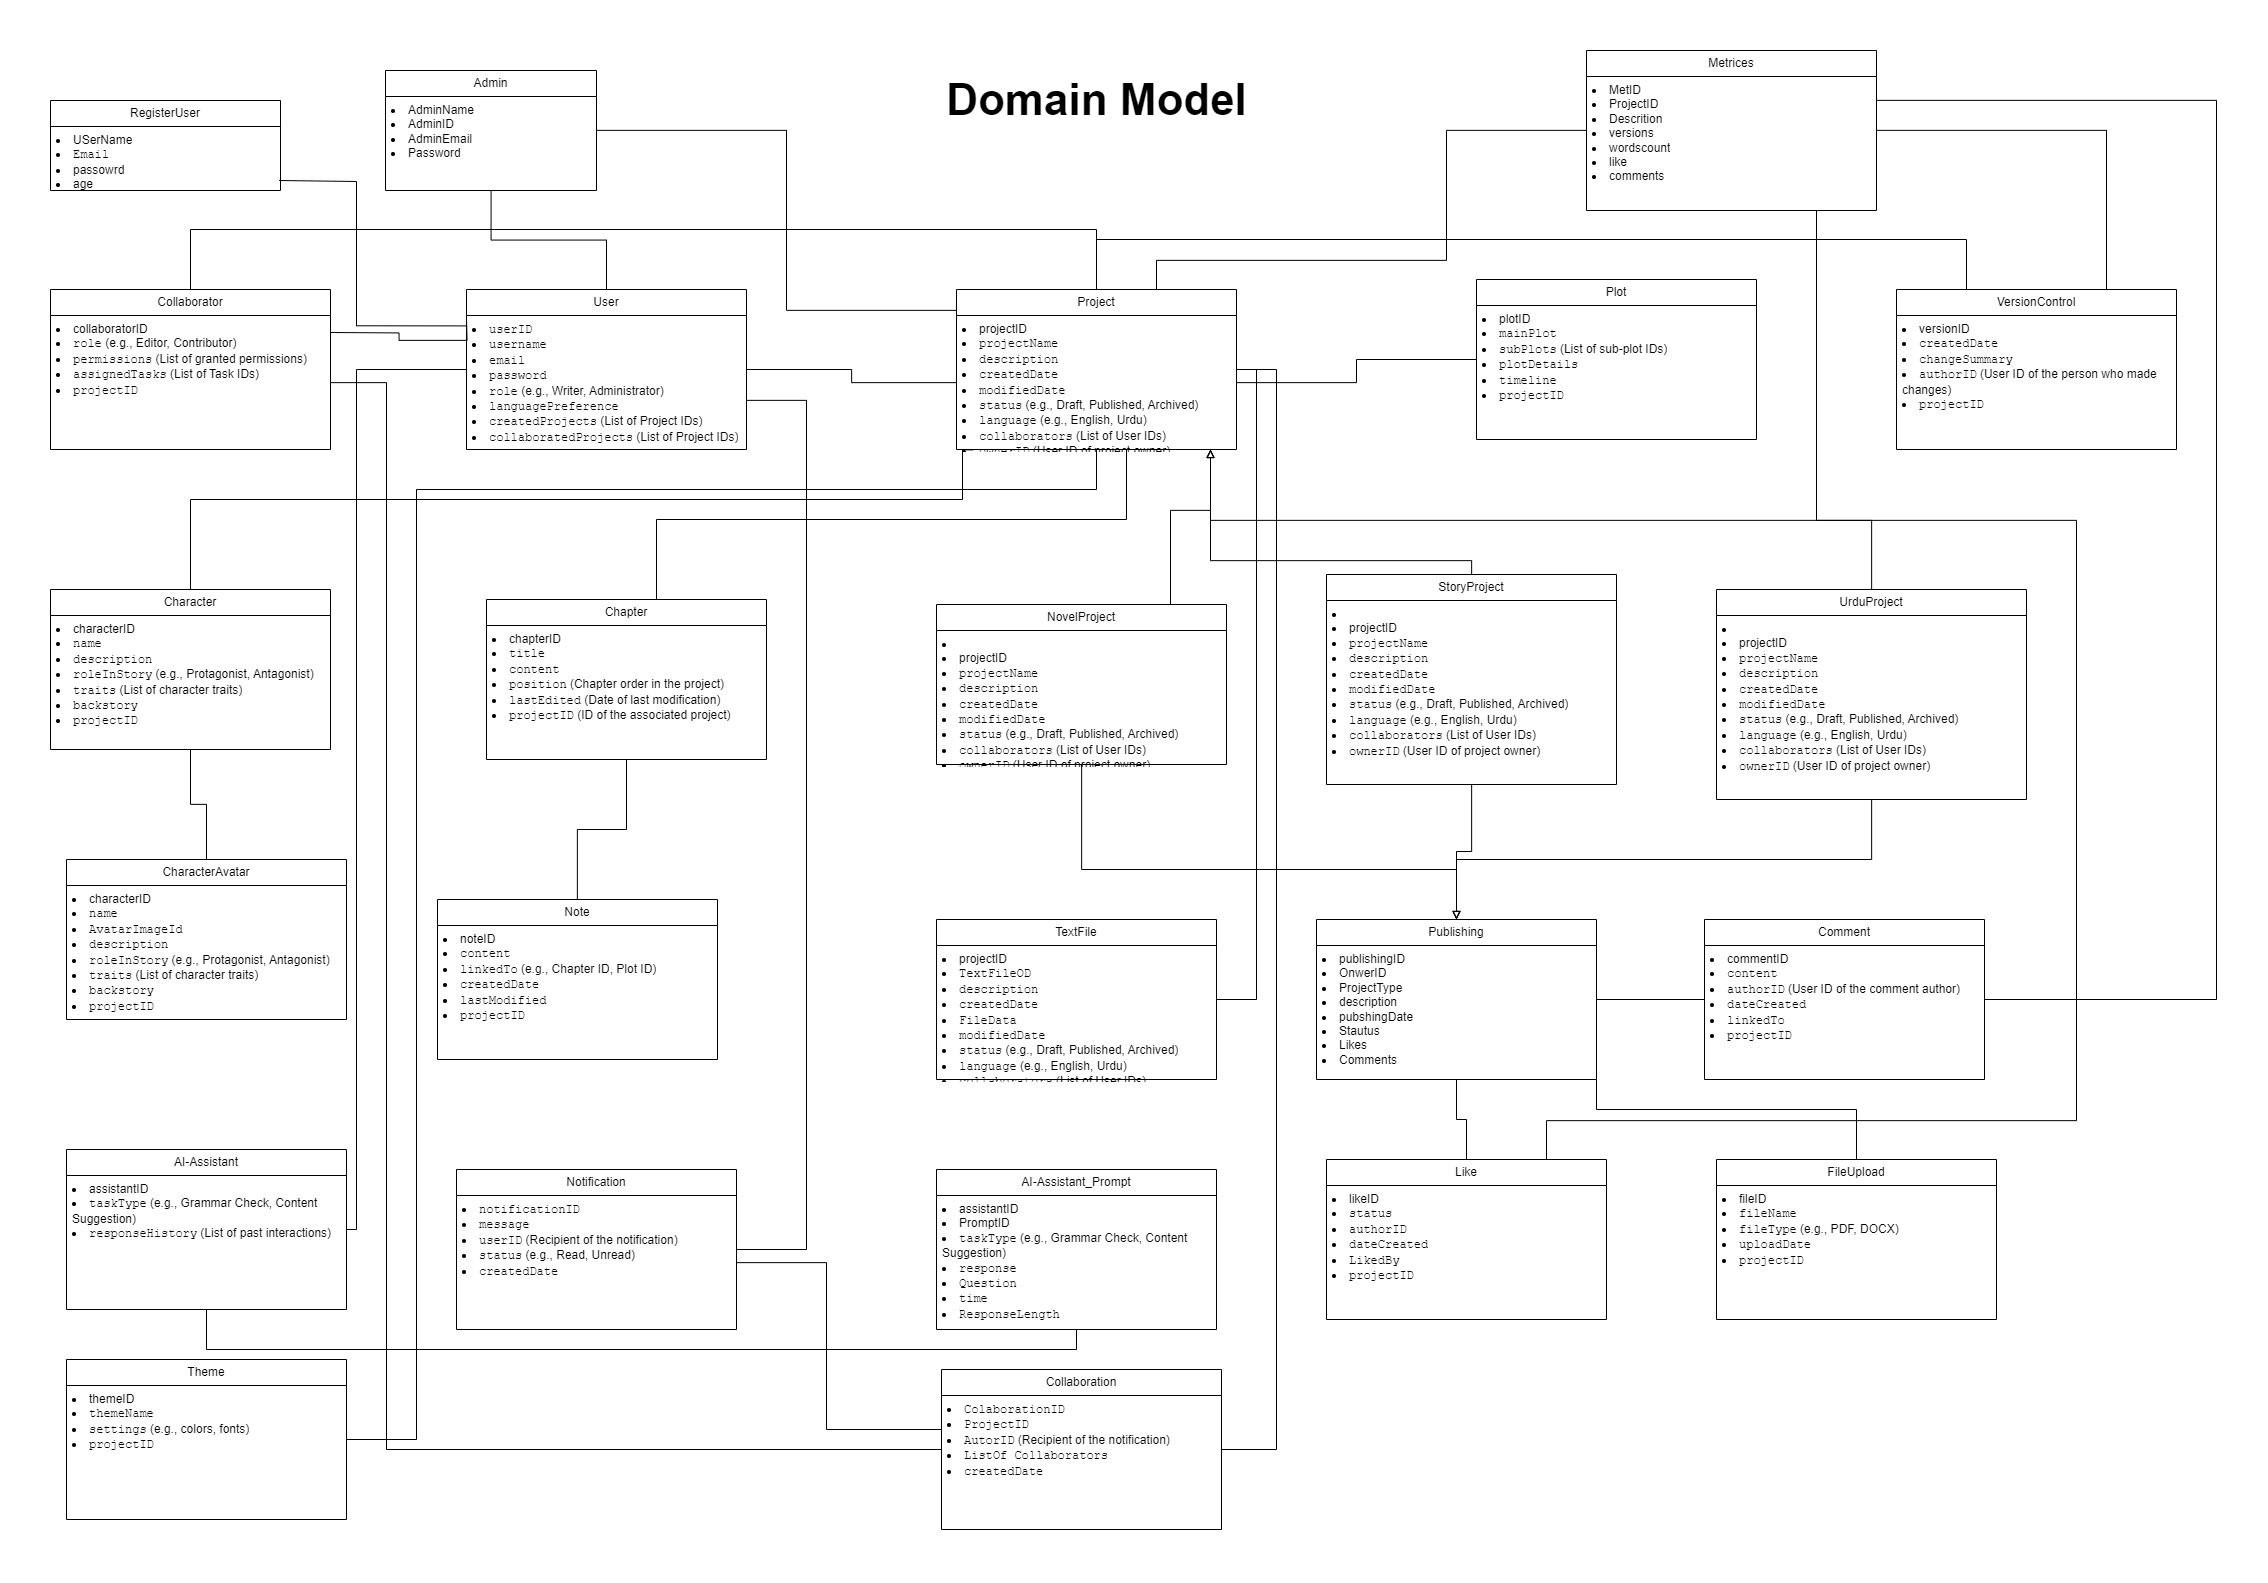 Domain Model
RegisterUser
USerName
Email
passowrd
age
Admin
AdminName
AdminID
AdminEmail
Password
Metrices
MetID
ProjectID
Descrition
versions
wordscount
like
comments
Collaborator
collaboratorID
role (e.g., Editor, Contributor)
permissions (List of granted permissions)
assignedTasks (List of Task IDs)
projectID
User
userID
username
email
password
role (e.g., Writer, Administrator)
languagePreference
createdProjects (List of Project IDs)
collaboratedProjects (List of Project IDs)
Project
projectID
projectName
description
createdDate
modifiedDate
status (e.g., Draft, Published, Archived)
language (e.g., English, Urdu)
collaborators (List of User IDs)
ownerID (User ID of project owner)
Plot
plotID
mainPlot
subPlots (List of sub-plot IDs)
plotDetails
timeline
projectID
VersionControl
versionID
createdDate
changeSummary
authorID (User ID of the person who made
changes)
projectID
Character
characterID
name
description
roleInStory (e.g., Protagonist, Antagonist)
traits (List of character traits)
backstory
projectID
Chapter
chapterID
title
content
position (Chapter order in the project)
lastEdited (Date of last modification)
projectID (ID of the associated project)
NovelProject
projectID
projectName
description
createdDate
modifiedDate
status (e.g., Draft, Published, Archived)
collaborators (List of User IDs)
ownerID (User ID of project owner)
StoryProject
projectID
projectName
description
createdDate
modifiedDate
status (e.g., Draft, Published, Archived)
language (e.g., English, Urdu)
collaborators (List of User IDs)
ownerID (User ID of project owner)
UrduProject
projectID
projectName
description
createdDate
modifiedDate
status (e.g., Draft, Published, Archived)
language (e.g., English, Urdu)
collaborators (List of User IDs)
ownerID (User ID of project owner)
CharacterAvatar
characterID
name
AvatarImageId
description
roleInStory (e.g., Protagonist, Antagonist)
traits (List of character traits)
backstory
projectID
Note
noteID
content
linkedTo (e.g., Chapter ID, Plot ID)
createdDate
lastModified
projectID
TextFile
projectID
TextFileOD
description
createdDate
FileData
modifiedDate
status (e.g., Draft, Published, Archived)
language (e.g., English, Urdu)
collaborators (List of User IDs)
Publishing
publishingID
OnwerID
ProjectType
description
pubshingDate
Stautus
Likes
Comments
Comment
commentID
content
authorID (User ID of the comment author)
dateCreated
linkedTo
projectID
AI-Assistant
assistantID
taskType (e.g., Grammar Check, Content
Suggestion)
responseHistory (List of past interactions)
Notification
notificationID
message
userID (Recipient of the notification)
status (e.g., Read, Unread)
createdDate
AI-Assistant_Prompt
assistantID
PromptID
taskType (e.g., Grammar Check, Content
Suggestion)
response
Question
time
ResponseLength
Like
likeID
status
authorID
dateCreated
LikedBy
projectID
FileUpload
fileID
fileName
fileType (e.g., PDF, DOCX)
uploadDate
projectID
Theme
themeID
themeName
settings (e.g., colors, fonts)
projectID
Collaboration
ColaborationID
ProjectID
AutorID (Recipient of the notification)
ListOf Collaborators
createdDate